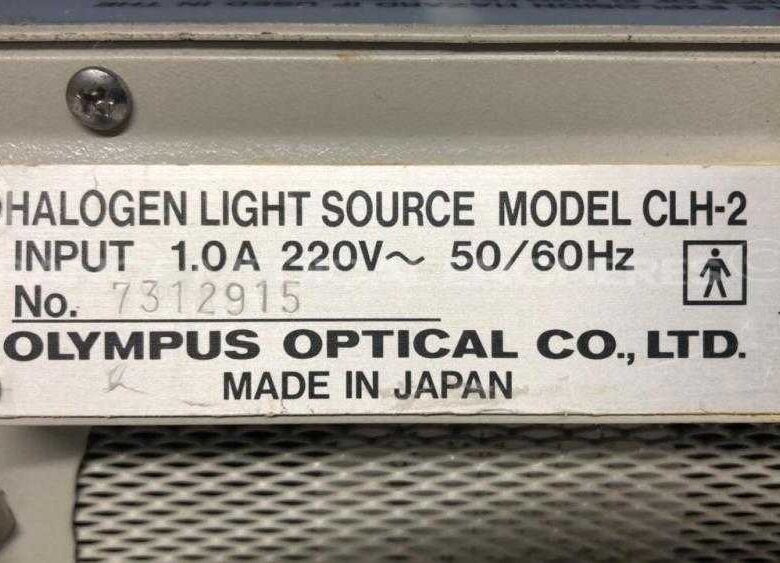 HALOGEN LIGHT SOURCE MODEL CLH-2
INPUT 1.0A 220V~ 50/60Hz
No. 7312915
OLYMPUS OPTICAL CO., LTD.
MADE IN JAPAN